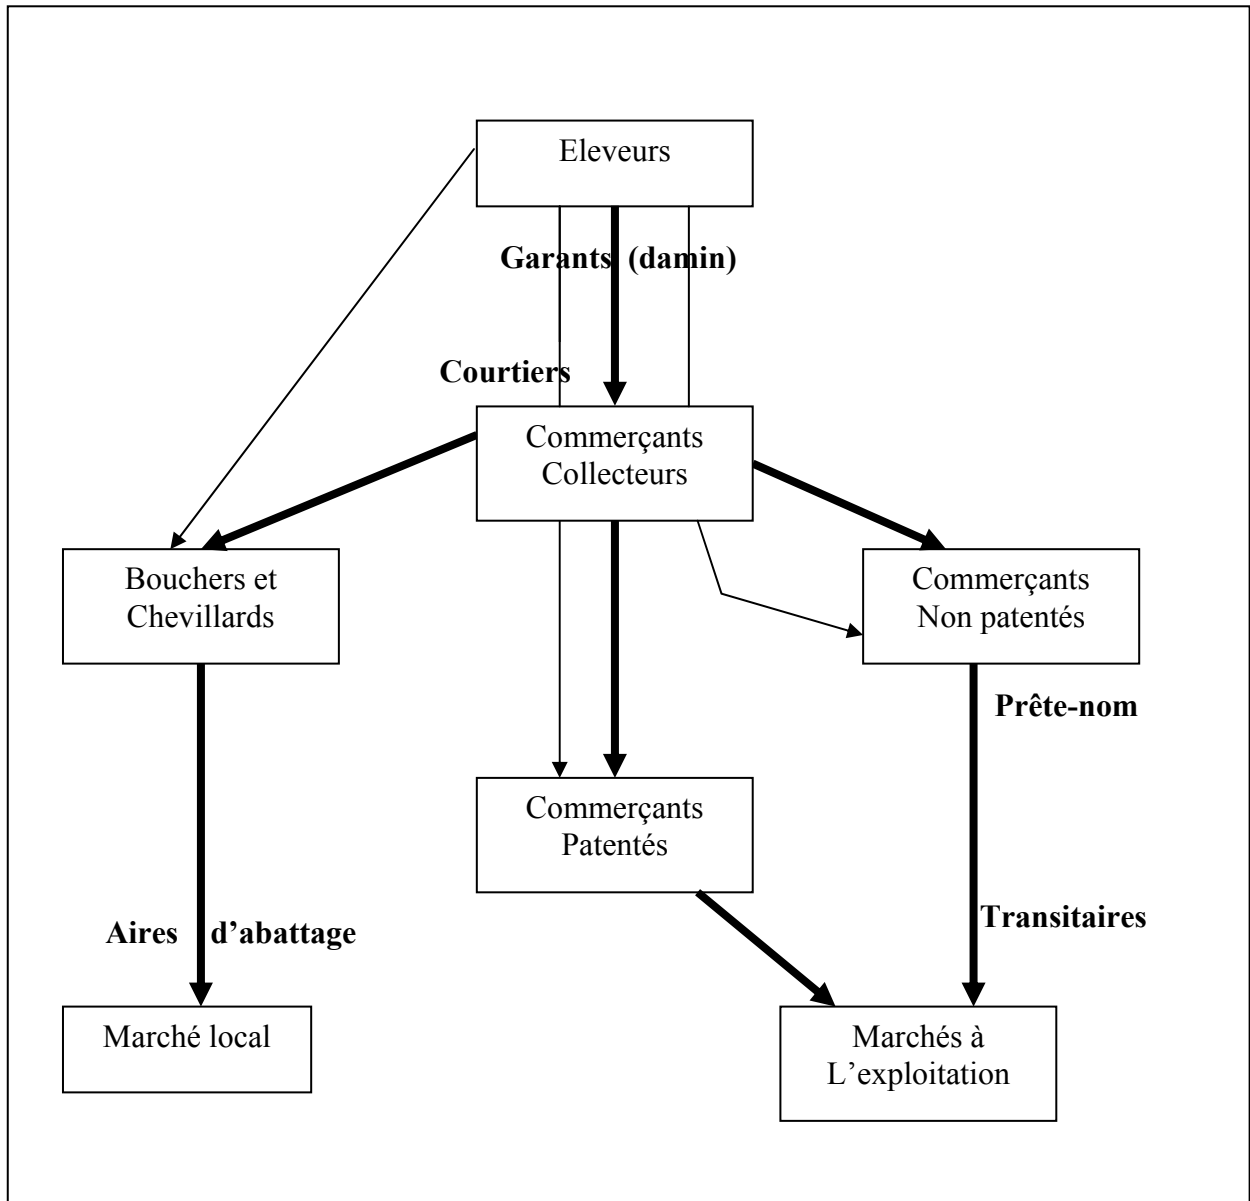 Eleveurs
Garants (damin)
Courtiers
Commerçants
Collecteurs
Bouchers et
Chevillards
Commerçants
Non patentés
Prête-nom
Commerçants
Patentés
Aires d’abattage
Transitaires
Marché local
Marchés à
L’exploitation